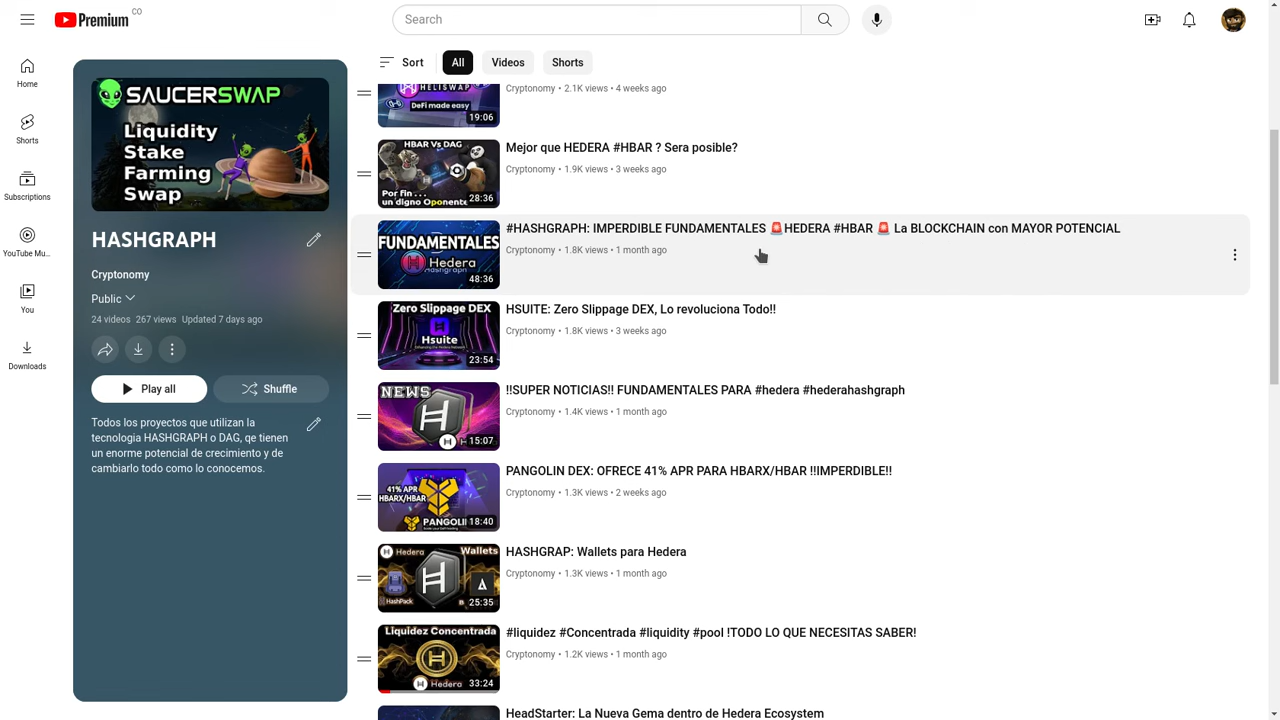 Premium CO
Search
Home
Shorts
Subscriptions
YouTube Mu...
You
Downloads
SAUCERSWAP
Liquidity
Stake
Farming
Swap
HASHGRAPH
Cryptonomy
Public
24 videos 267 views Updated 7 days ago
Play all
Shuffle
Todos los proyectos que utilizan la
tecnologia HASHGRAPH o DAG, qe tienen
un enorme potencial de crecimiento y de
cambiarlo todo como lo conocemos.
Sort
All
Videos
Shorts
HELISWAP
DeFi made easy
19:06
Cryptonomy • 2.1K views • 4 weeks ago
HBAR Vs DAG
Por fin ...
un digno Oponente
28:36
Mejor que HEDERA #HBAR ? Sera posible?
Cryptonomy • 1.9K views • 3 weeks ago
FUNDAMENTALES
Hedera
Hashgraph
48:36
#HASHGRAPH: IMPERDIBLE FUNDAMENTALES 🚨HEDERA #HBAR 🚨 La BLOCKCHAIN con MAYOR POTENCIAL
Cryptonomy • 1.8K views • 1 month ago
Zero Slippage DEX
Hsuite
23:54
HSUITE: Zero Slippage DEX, Lo revoluciona Todo!!
Cryptonomy • 1.8K views • 3 weeks ago
NEWS
15:07
!!SUPER NOTICIAS!! FUNDAMENTALES PARA #hedera #hederahashgraph
Cryptonomy • 1.4K views • 1 month ago
41% APR
HBARX/HBAR
PANGOLIN
18:40
PANGOLIN DEX: OFRECE 41% APR PARA HBARX/HBAR !!IMPERDIBLE!!
Cryptonomy • 1.3K views • 2 weeks ago
Hedera
Wallets
HashPack
25:35
HASHGRAP: Wallets para Hedera
Cryptonomy • 1.3K views • 1 month ago
Liquidez Concentrada
Hedera
33:24
#liquidez #Concentrada #liquidity #pool !TODO LO QUE NECESITAS SABER!
Cryptonomy • 1.2K views • 1 month ago
HeadStarter: La Nueva Gema dentro de Hedera Ecosystem